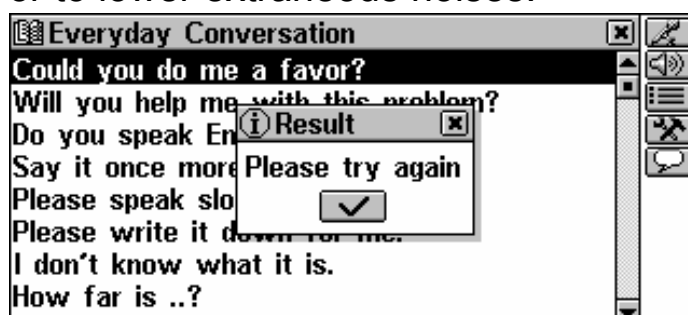 or to lower extraneous noises.
Everyday Conversation
Could you do me a favor?
Will you help me with this problem?
Do you speak En
Say it once more
Please speak slo
Please write it down for me.
I don't know what it is.
How far is ..?
Result
Please try again